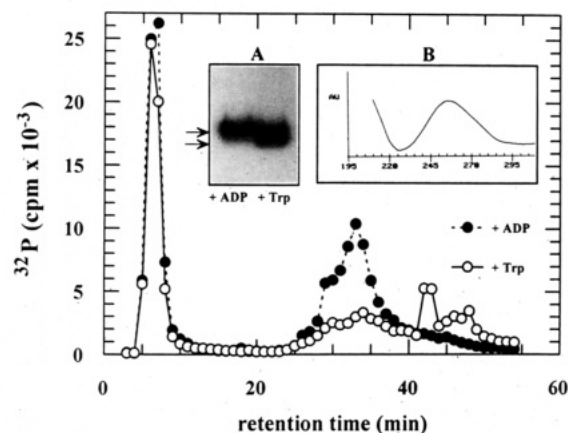 A
B
AU
195 220 245 270 295
+ ADP + Trp
³²P (cpm x 10⁻³)
25
20
15
10
5
0
+ ADP
+ Trp
0 20 40 60
retention time (min)